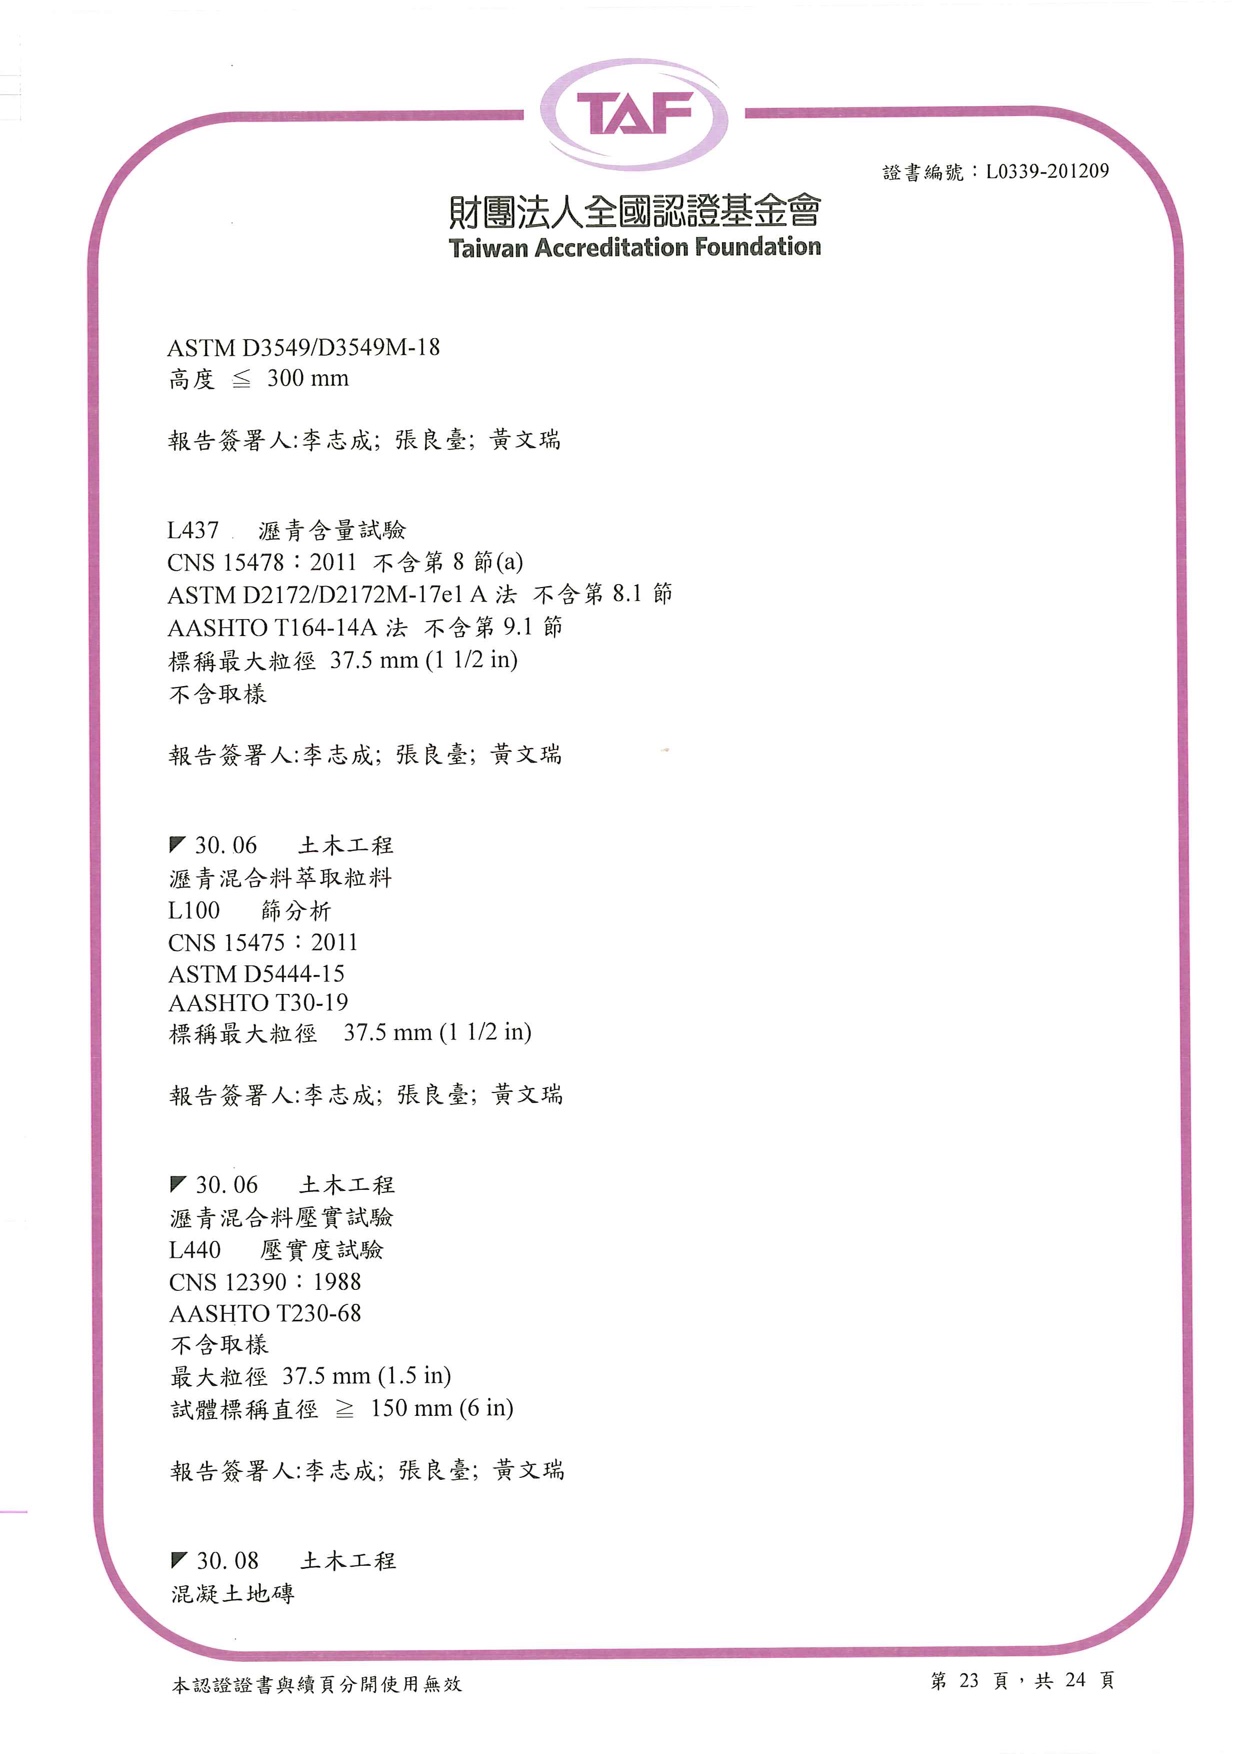 TAF
證書編號：L0339-201209
財團法人全國認證基金會
Taiwan Accreditation Foundation
ASTM D3549/D3549M-18
高度 ≦ 300 mm
報告簽署人:李志成; 張良臺; 黃文瑞
L437 瀝青含量試驗
CNS 15478：2011 不含第 8 節(a)
ASTM D2172/D2172M-17e1 A 法 不含第 8.1 節
AASHTO T164-14A 法 不含第 9.1 節
標稱最大粒徑 37.5 mm (1 1/2 in)
不含取樣
報告簽署人:李志成; 張良臺; 黃文瑞
◤ 30.06 土木工程
瀝青混合料萃取粒料
L100 篩分析
CNS 15475：2011
ASTM D5444-15
AASHTO T30-19
標稱最大粒徑 37.5 mm (1 1/2 in)
報告簽署人:李志成; 張良臺; 黃文瑞
◤ 30.06 土木工程
瀝青混合料壓實試驗
L440 壓實度試驗
CNS 12390：1988
AASHTO T230-68
不含取樣
最大粒徑 37.5 mm (1.5 in)
試體標稱直徑 ≧ 150 mm (6 in)
報告簽署人:李志成; 張良臺; 黃文瑞
◤ 30.08 土木工程
混凝土地磚
本認證證書與續頁分開使用無效
第 23 頁，共 24 頁